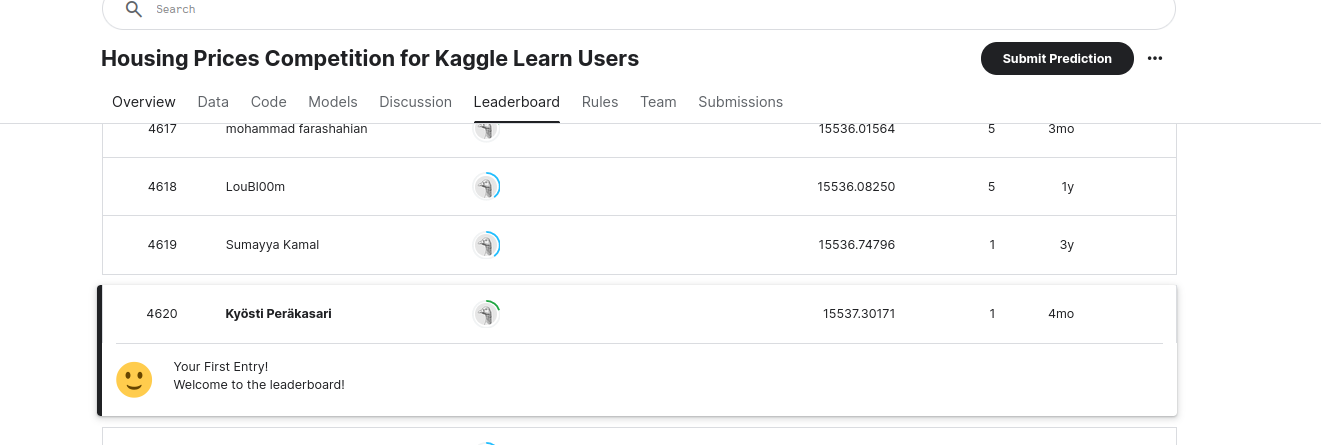 Search
Housing Prices Competition for Kaggle Learn Users
Submit Prediction
Overview Data Code Models Discussion Leaderboard Rules Team Submissions
4617 mohammad farashahian 15536.01564 5 3mo
4618 LouBl00m 15536.08250 5 1y
4619 Sumayya Kamal 15536.74796 1 3y
4620 Kyösti Peräkasari 15537.30171 1 4mo
Your First Entry!
Welcome to the leaderboard!